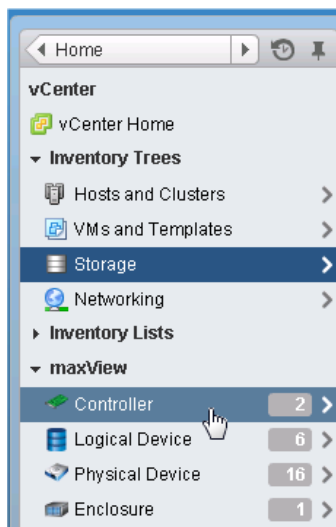 Home
vCenter
vCenter Home
Inventory Trees
Hosts and Clusters
VMs and Templates
Storage
Networking
Inventory Lists
maxView
Controller 2
Logical Device 6
Physical Device 16
Enclosure 1